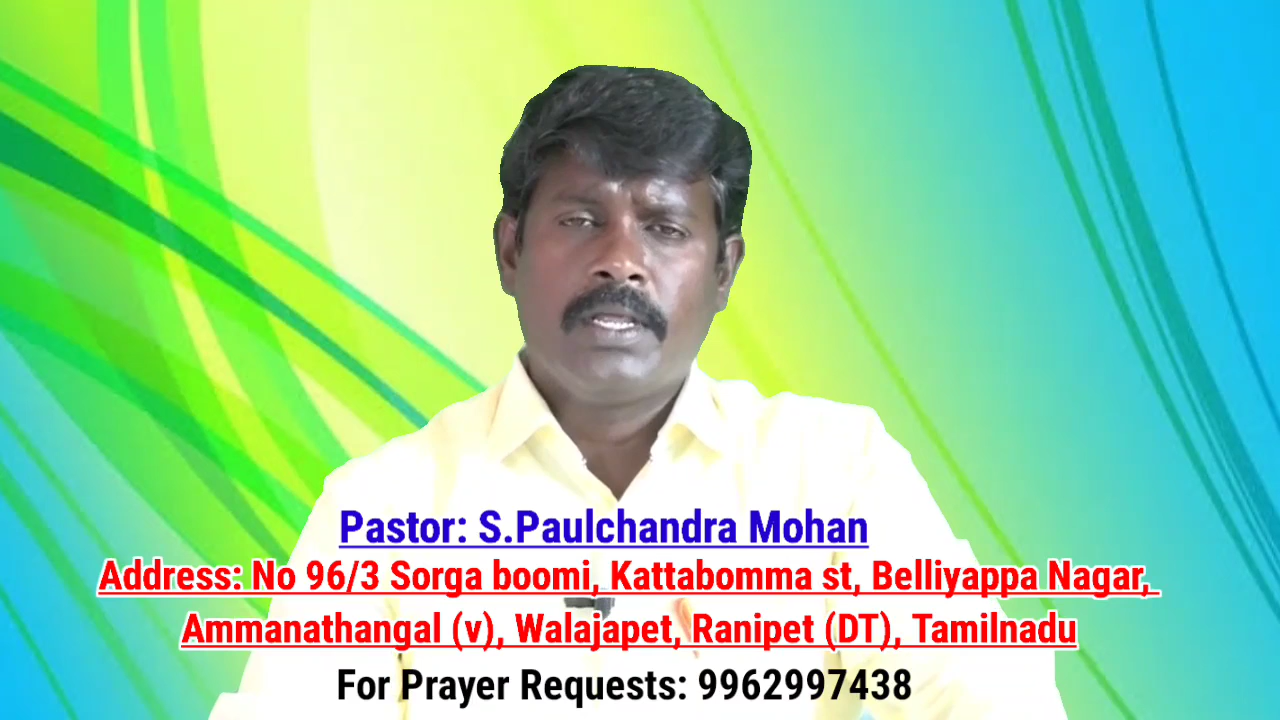 Pastor: S.Paulchandra Mohan
Address: No 96/3 Sorga boomi, Kattabomma st, Belliyappa Nagar,
Ammanathangal (v), Walajapet, Ranipet (DT), Tamilnadu
For Prayer Requests: 9962997438